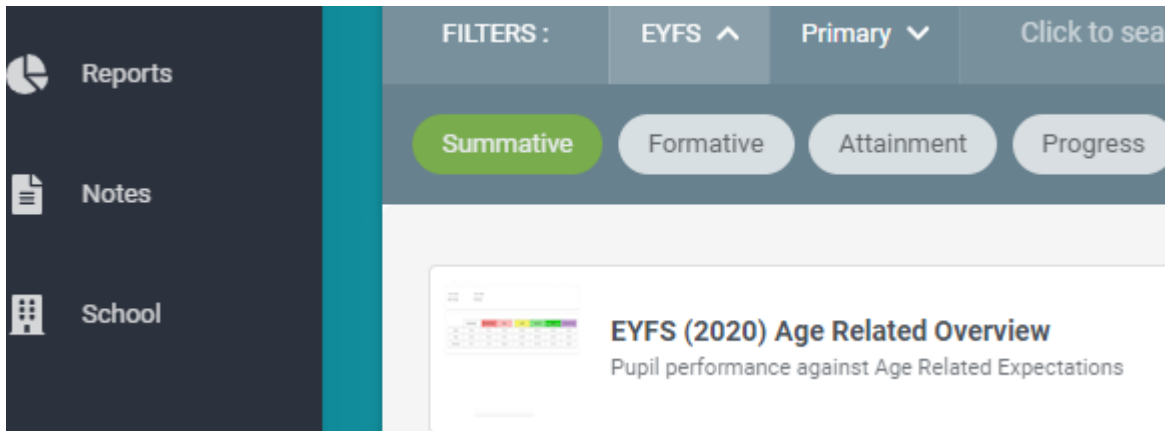 Reports
Notes
School
FILTERS :
EYFS
Primary
Click to sea
Summative
Formative
Attainment
Progress
EYFS (2020) Age Related Overview
Pupil performance against Age Related Expectations